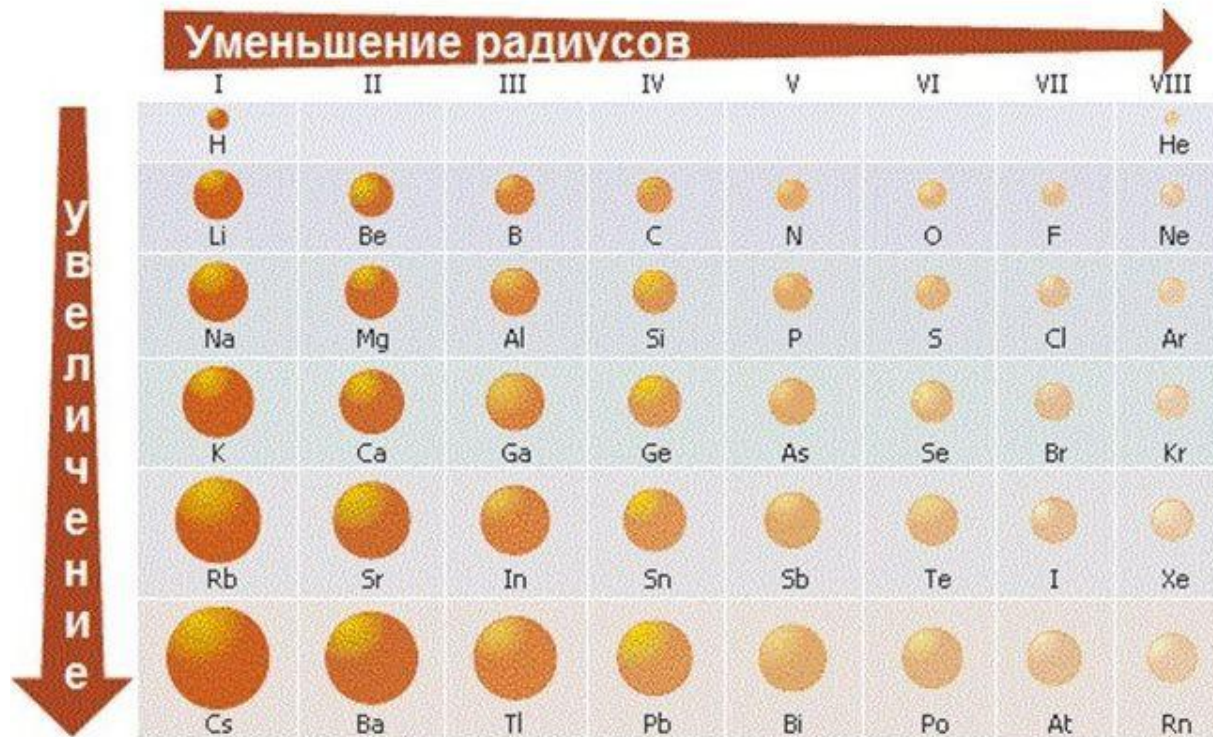 Уменьшение радиусов
I II III IV V VI VII VIII
увеличение
H He
Li Be B C N O F Ne
Na Mg Al Si P S Cl Ar
K Ca Ga Ge As Se Br Kr
Rb Sr In Sn Sb Te I Xe
Cs Ba Tl Pb Bi Po At Rn